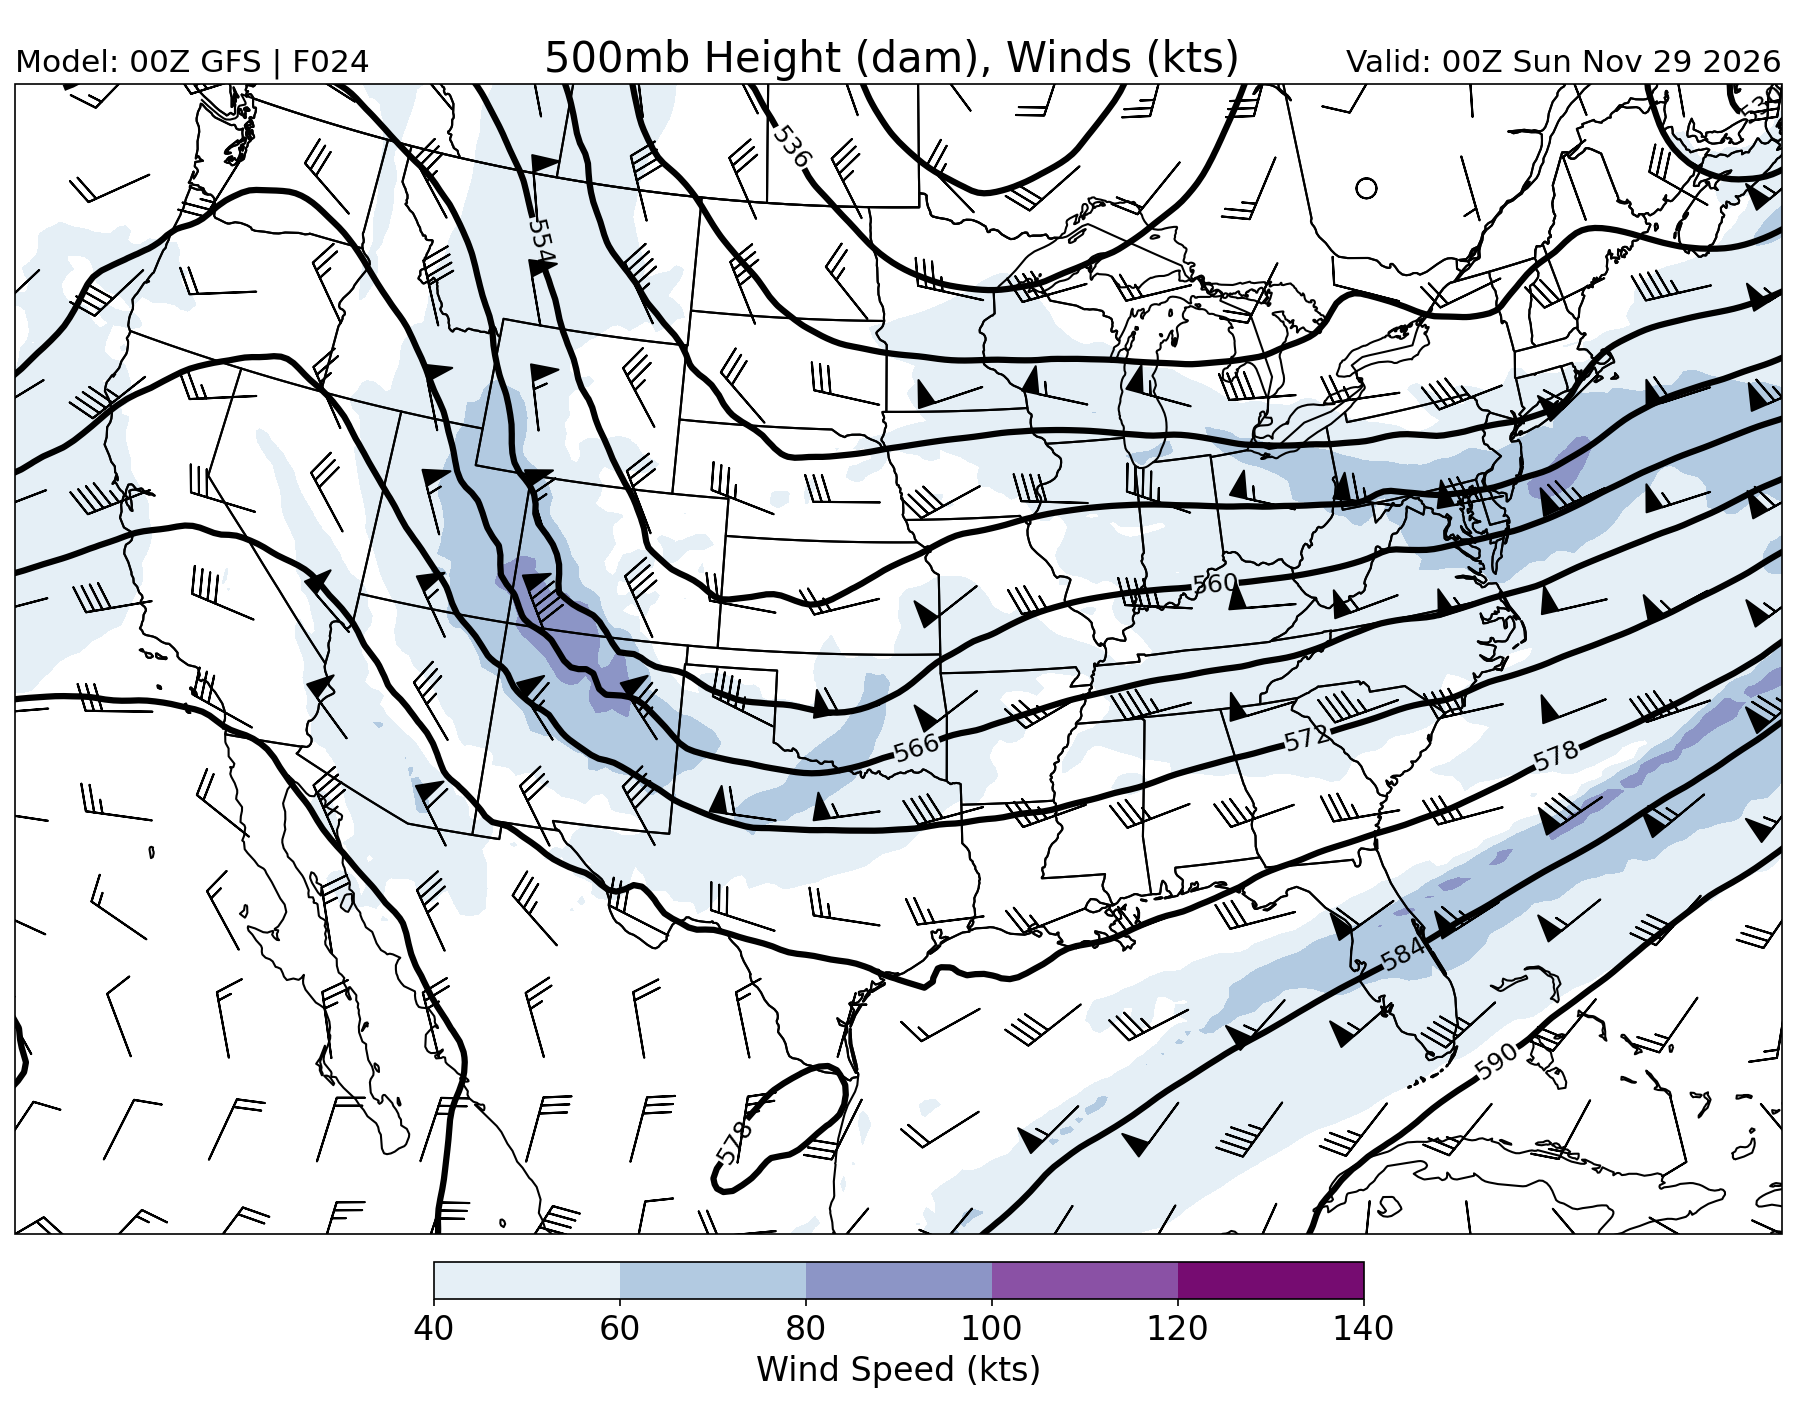 Model: 00Z GFS | F024
500mb Height (dam), Winds (kts)
Valid: 00Z Sun Nov 29 2026
536
554
560
566
572
578
584
590
578
40 60 80 100 120 140
Wind Speed (kts)